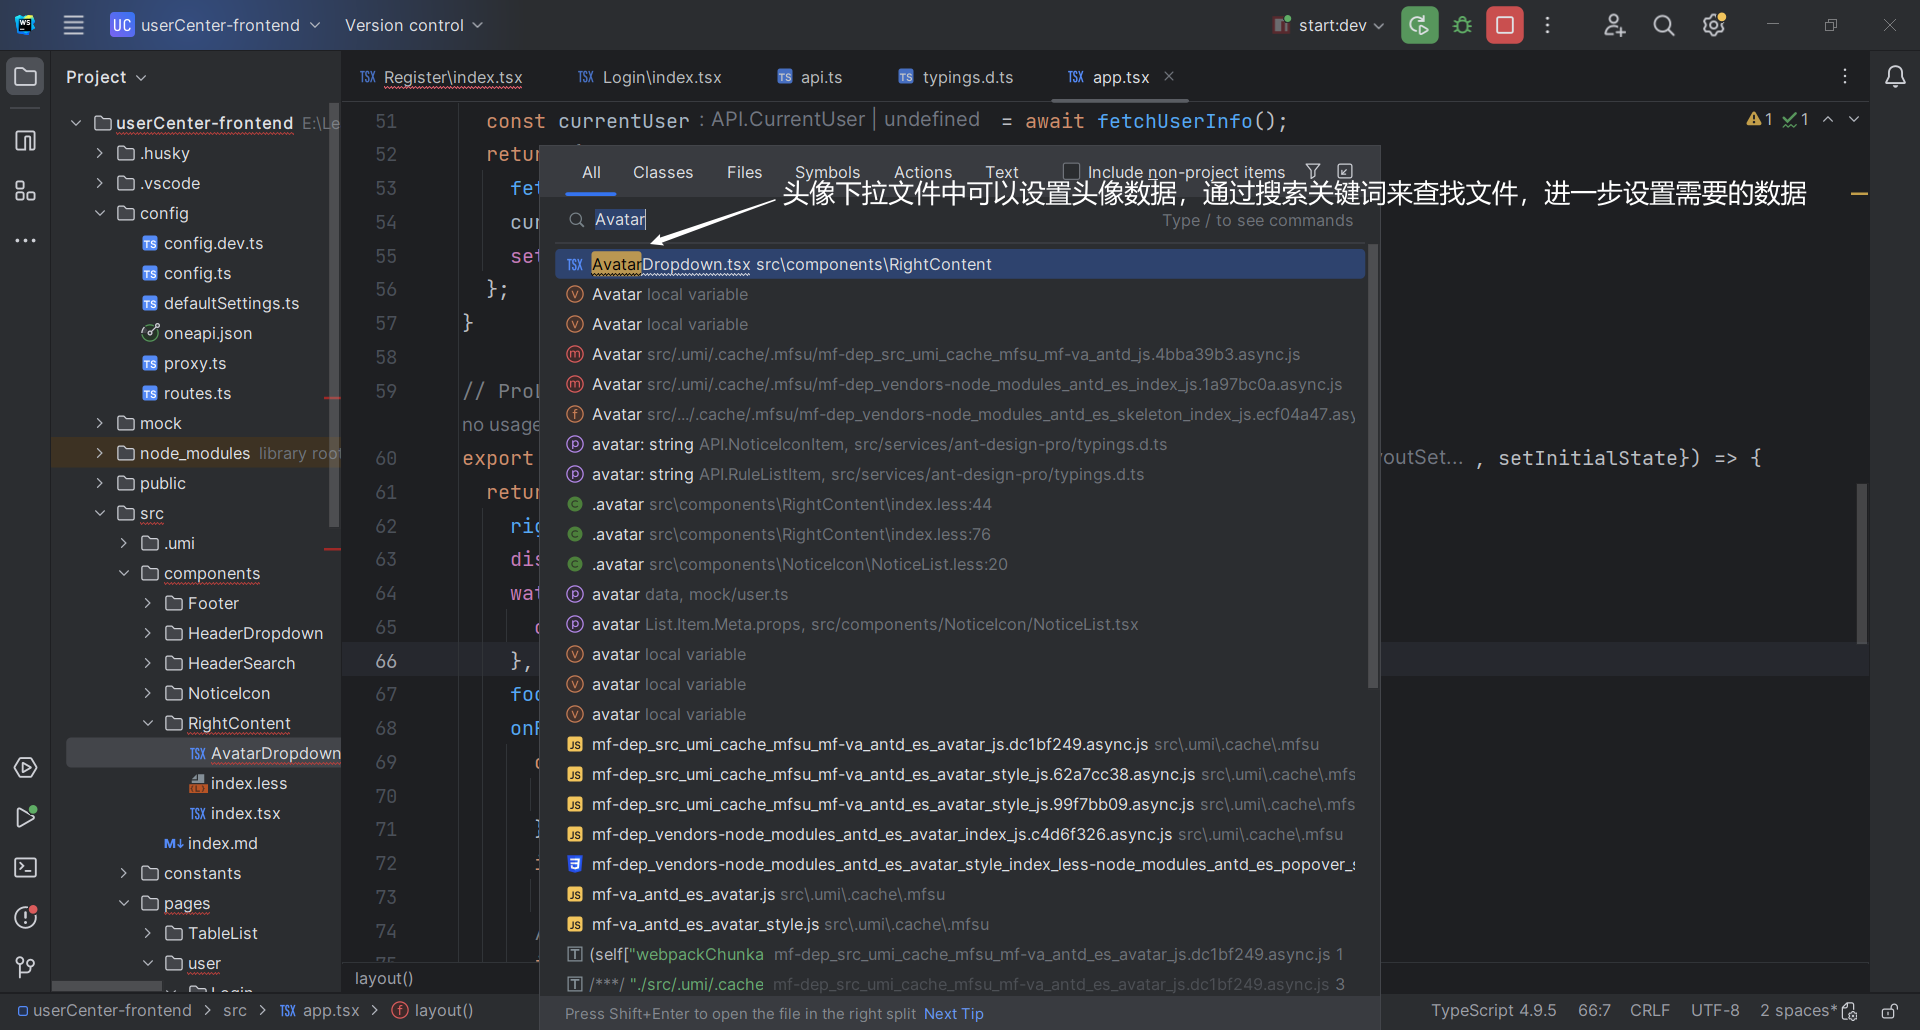 UC userCenter-frontend
Version control
start:dev
Project
Register\index.tsx
Login\index.tsx
api.ts
typings.d.ts
app.tsx
userCenter-frontend E:\Le
.husky
.vscode
config
config.dev.ts
config.ts
defaultSettings.ts
oneapi.json
proxy.ts
routes.ts
mock
node_modules library root
public
src
.umi
components
Footer
HeaderDropdown
HeaderSearch
NoticeIcon
RightContent
AvatarDropdown
index.less
index.tsx
index.md
constants
pages
TableList
user
Login
51 const currentUser : API.CurrentUser | undefined = await fetchUserInfo();
1 1
52 retur
53 fet
54 cur
55 set
56 };
57 }
58
59 // Prol
no usage
60 export
outSet... , setInitialState}) => {
61 retur
62 rig
63 dis
64 wat
65
66 },
67 foo
68
69
70
71
72
73
74
75
layout()
All Classes Files Symbols Actions Text Include non-project items
头像下拉文件中可以设置头像数据，通过搜索关键词来查找文件，进一步设置需要的数据
Avatar
Type / to see commands
AvatarDropdown.tsx src\components\RightContent
Avatar local variable
Avatar local variable
Avatar src/.umi/.cache/.mfsu/mf-dep_src_umi_cache_mfsu_mf-va_antd_js.4bba39b3.async.js
Avatar src/.umi/.cache/.mfsu/mf-dep_vendors-node_modules_antd_es_index_js.1a97bc0a.async.js
Avatar src/.../.cache/.mfsu/mf-dep_vendors-node_modules_antd_es_skeleton_index_js.ecf04a47.asy
avatar: string API.NoticeIconItem, src/services/ant-design-pro/typings.d.ts
avatar: string API.RuleListItem, src/services/ant-design-pro/typings.d.ts
.avatar src\components\RightContent\index.less:44
.avatar src\components\RightContent\index.less:76
.avatar src\components\NoticeIcon\NoticeList.less:20
avatar data, mock/user.ts
avatar List.Item.Meta.props, src/components/NoticeIcon/NoticeList.tsx
avatar local variable
avatar local variable
avatar local variable
mf-dep_src_umi_cache_mfsu_mf-va_antd_es_avatar_js.dc1bf249.async.js src\.umi\.cache\.mfsu
mf-dep_src_umi_cache_mfsu_mf-va_antd_es_avatar_style_js.62a7cc38.async.js src\.umi\.cache\.mfs
mf-dep_src_umi_cache_mfsu_mf-va_antd_es_avatar_style_js.99f7bb09.async.js src\.umi\.cache\.mfs
mf-dep_vendors-node_modules_antd_es_avatar_index_js.c4d6f326.async.js src\.umi\.cache\.mfsu
mf-dep_vendors-node_modules_antd_es_avatar_style_index_less-node_modules_antd_es_popover_s
mf-va_antd_es_avatar.js src\.umi\.cache\.mfsu
mf-va_antd_es_avatar_style.js src\.umi\.cache\.mfsu
(self["webpackChunka mf-dep_src_umi_cache_mfsu_mf-va_antd_es_avatar_js.dc1bf249.async.js 1
/***/ "./src/.umi/.cache mf-dep_src_umi_cache_mfsu_mf-va_antd_es_avatar_js.dc1bf249.async.js 3
Press Shift+Enter to open the file in the right split Next Tip
userCenter-frontend > src > app.tsx > layout()
TypeScript 4.9.5 66:7 CRLF UTF-8 2 spaces*